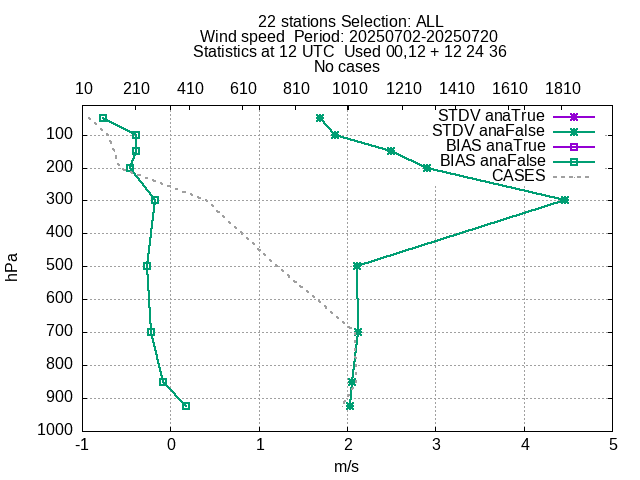 22 stations Selection: ALL
Wind speed  Period: 20250702-20250720
Statistics at 12 UTC  Used 00,12 + 12 24 36
No cases
10 210 410 610 810 1010 1210 1410 1610 1810
STDV anaTrue
STDV anaFalse
BIAS anaTrue
BIAS anaFalse
CASES
100
200
300
400
500
600
700
800
900
1000
hPa
-1 0 1 2 3 4 5
m/s